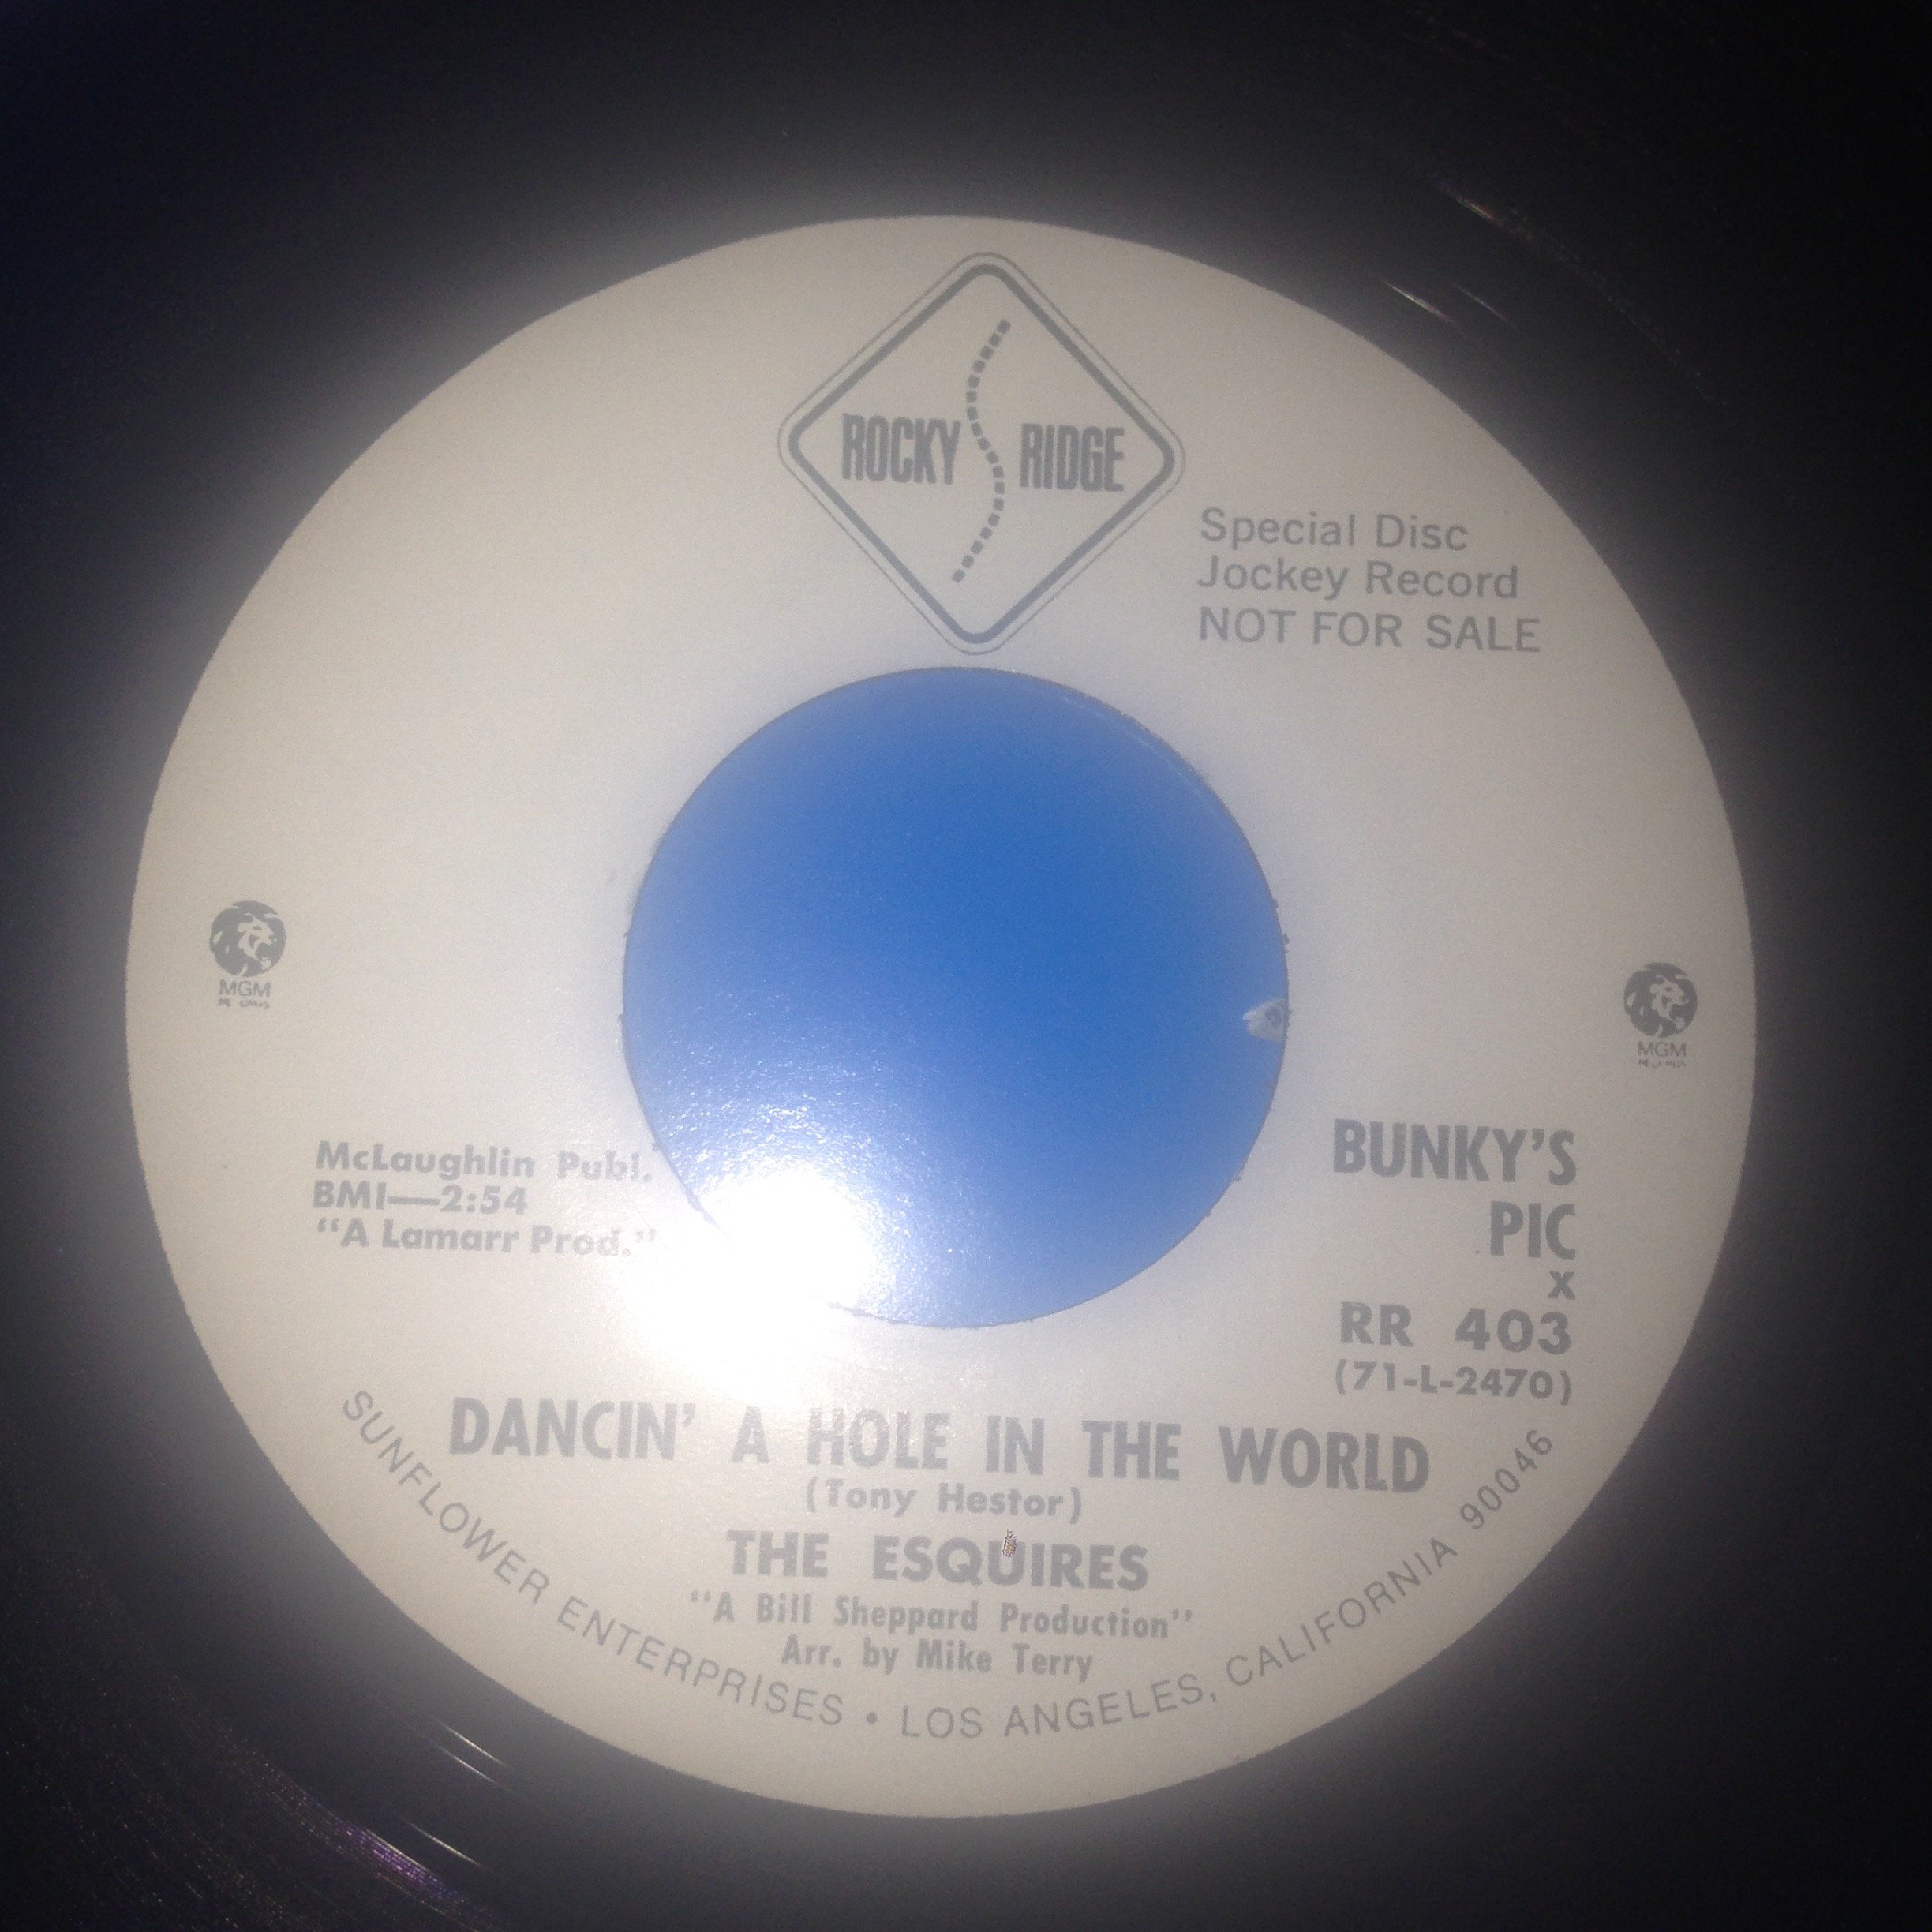 ROCKY RIDGE
Special Disc
Jockey Record
NOT FOR SALE
MGM
MGM
McLaughlin Publ.
BMI—2:54
"A Lamarr Prod."
BUNKY'S
PIC
x
RR 403
(71-L-2470)
DANCIN' A HOLE IN THE WORLD
(Tony Hestor)
THE ESQUIRES
"A Bill Sheppard Production"
Arr. by Mike Terry
SUNFLOWER ENTERPRISES • LOS ANGELES, CALIFORNIA 90046